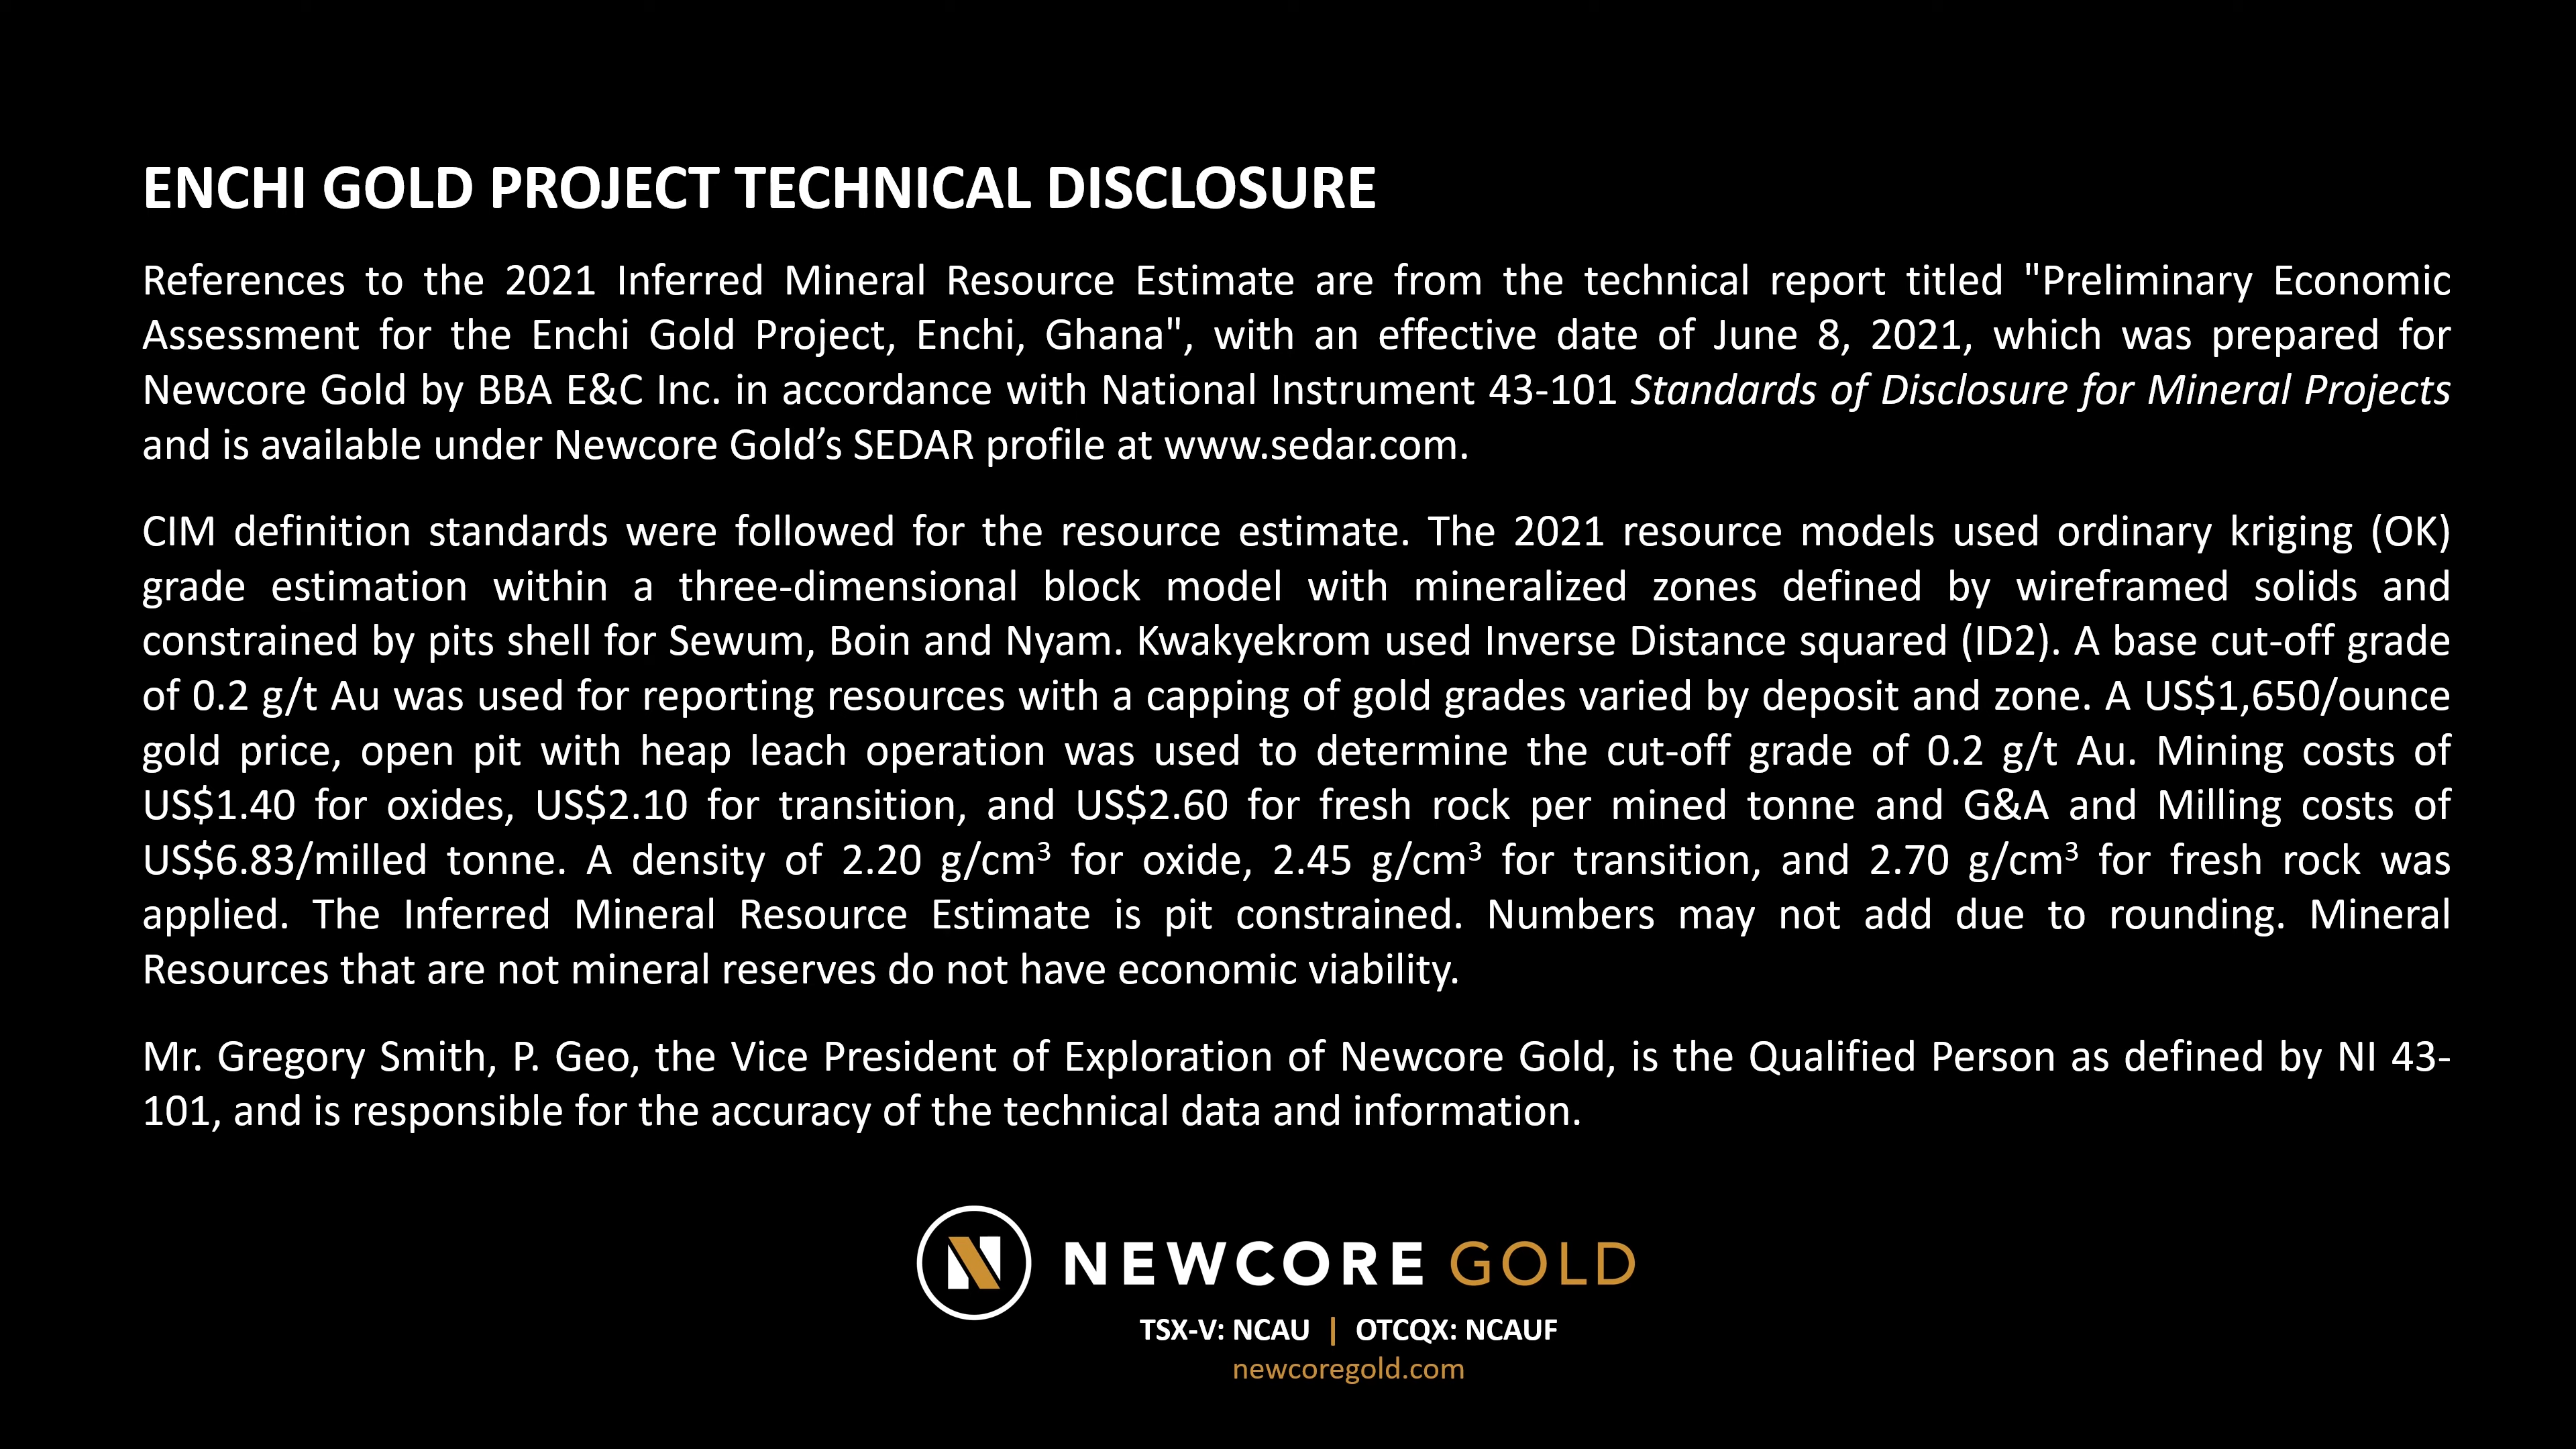 ENCHI GOLD PROJECT TECHNICAL DISCLOSURE
References to the 2021 Inferred Mineral Resource Estimate are from the technical report titled "Preliminary Economic
Assessment for the Enchi Gold Project, Enchi, Ghana", with an effective date of June 8, 2021, which was prepared for
Newcore Gold by BBA E&C Inc. in accordance with National Instrument 43-101 Standards of Disclosure for Mineral Projects
and is available under Newcore Gold’s SEDAR profile at www.sedar.com.
CIM definition standards were followed for the resource estimate. The 2021 resource models used ordinary kriging (OK)
grade estimation within a three-dimensional block model with mineralized zones defined by wireframed solids and
constrained by pits shell for Sewum, Boin and Nyam. Kwakyekrom used Inverse Distance squared (ID2). A base cut-off grade
of 0.2 g/t Au was used for reporting resources with a capping of gold grades varied by deposit and zone. A US$1,650/ounce
gold price, open pit with heap leach operation was used to determine the cut-off grade of 0.2 g/t Au. Mining costs of
US$1.40 for oxides, US$2.10 for transition, and US$2.60 for fresh rock per mined tonne and G&A and Milling costs of
US$6.83/milled tonne. A density of 2.20 g/cm³ for oxide, 2.45 g/cm³ for transition, and 2.70 g/cm³ for fresh rock was
applied. The Inferred Mineral Resource Estimate is pit constrained. Numbers may not add due to rounding. Mineral
Resources that are not mineral reserves do not have economic viability.
Mr. Gregory Smith, P. Geo, the Vice President of Exploration of Newcore Gold, is the Qualified Person as defined by NI 43-
101, and is responsible for the accuracy of the technical data and information.
N NEWCORE GOLD
TSX-V: NCAU | OTCQX: NCAUF
newcoregold.com